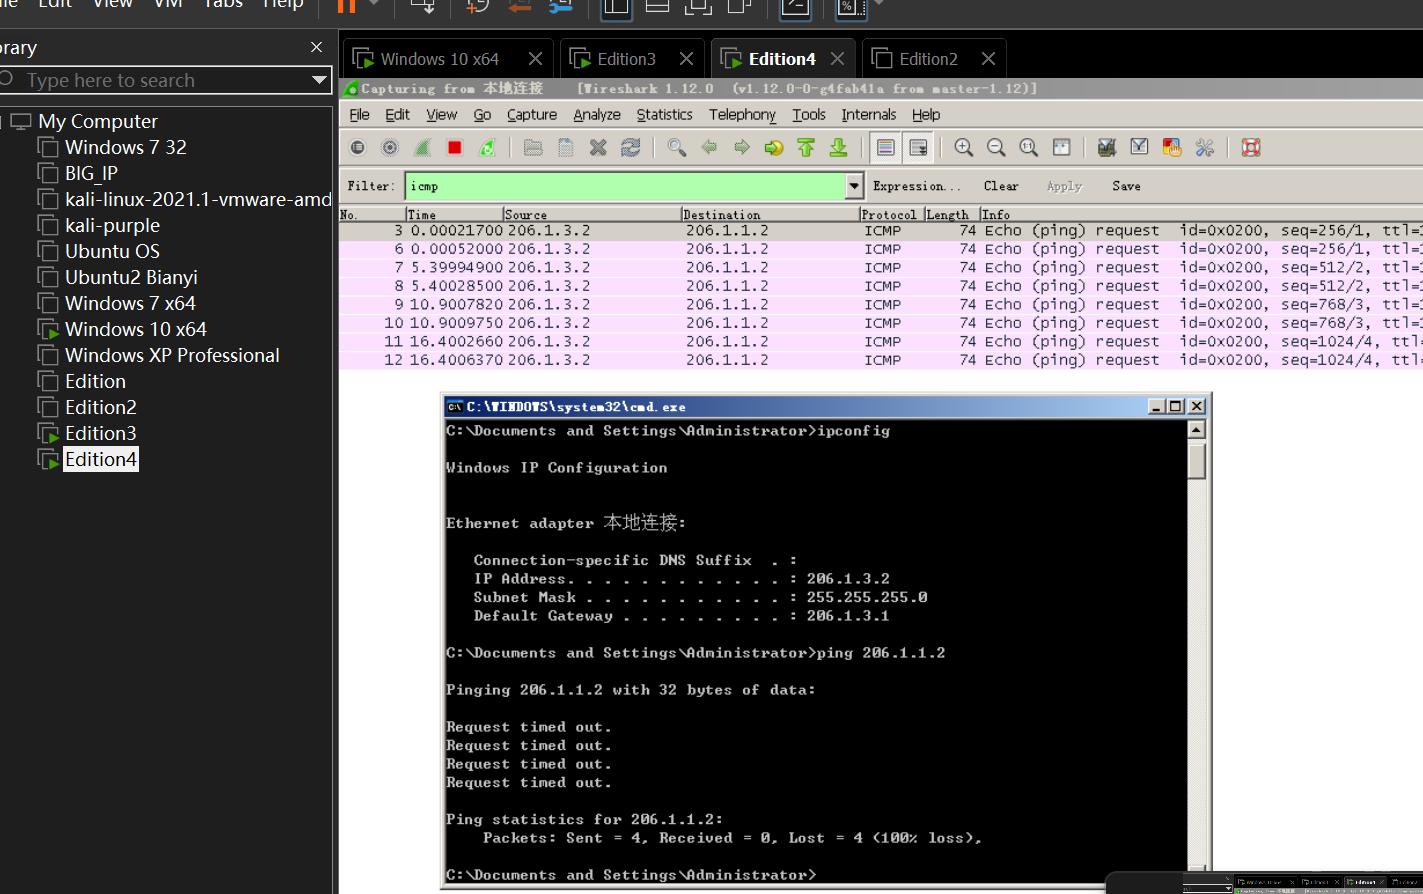 Edit View VM Tabs Help
Type here to search
My Computer
Windows 7 32
BIG_IP
kali-linux-2021.1-vmware-amd
kali-purple
Ubuntu OS
Ubuntu2 Bianyi
Windows 7 x64
Windows 10 x64
Windows XP Professional
Edition
Edition2
Edition3
Edition4
Windows 10 x64
Edition3
Edition4
Edition2
Capturing from 本地连接 [Wireshark 1.12.0 (v1.12.0-0-g4fab41a from master-1.12)]
File Edit View Go Capture Analyze Statistics Telephony Tools Internals Help
Filter: icmp Expression... Clear Apply Save
No. Time Source Destination Protocol Length Info
3 0.00021700 206.1.3.2 206.1.1.2 ICMP 74 Echo (ping) request id=0x0200, seq=256/1, ttl=
6 0.00052000 206.1.3.2 206.1.1.2 ICMP 74 Echo (ping) request id=0x0200, seq=256/1, ttl=
7 5.39994900 206.1.3.2 206.1.1.2 ICMP 74 Echo (ping) request id=0x0200, seq=512/2, ttl=
8 5.40028500 206.1.3.2 206.1.1.2 ICMP 74 Echo (ping) request id=0x0200, seq=512/2, ttl=
9 10.9007820 206.1.3.2 206.1.1.2 ICMP 74 Echo (ping) request id=0x0200, seq=768/3, ttl=
10 10.9009750 206.1.3.2 206.1.1.2 ICMP 74 Echo (ping) request id=0x0200, seq=768/3, ttl=
11 16.4002660 206.1.3.2 206.1.1.2 ICMP 74 Echo (ping) request id=0x0200, seq=1024/4, ttl=
12 16.4006370 206.1.3.2 206.1.1.2 ICMP 74 Echo (ping) request id=0x0200, seq=1024/4, ttl=
C:\WINDOWS\system32\cmd.exe
C:\Documents and Settings\Administrator>ipconfig
Windows IP Configuration
Ethernet adapter 本地连接:
Connection-specific DNS Suffix . :
IP Address. . . . . . . . . . . . : 206.1.3.2
Subnet Mask . . . . . . . . . . . : 255.255.255.0
Default Gateway . . . . . . . . . : 206.1.3.1
C:\Documents and Settings\Administrator>ping 206.1.1.2
Pinging 206.1.1.2 with 32 bytes of data:
Request timed out.
Request timed out.
Request timed out.
Request timed out.
Ping statistics for 206.1.1.2:
Packets: Sent = 4, Received = 0, Lost = 4 (100% loss),
C:\Documents and Settings\Administrator>